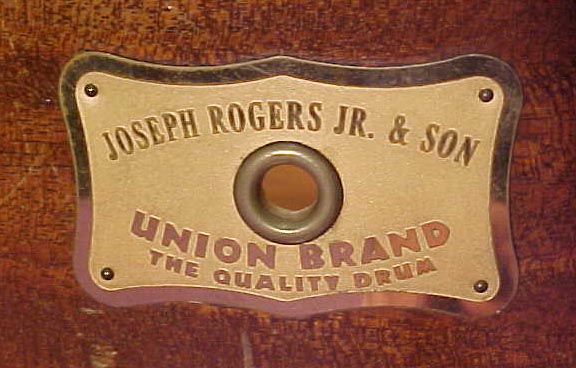 JOSEPH ROGERS JR. & SON
UNION BRAND
THE QUALITY DRUM